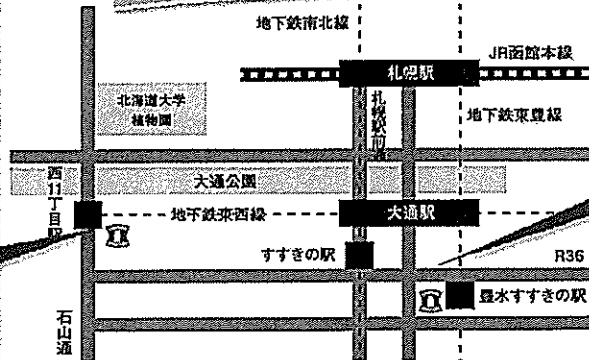 地下鉄南北線
JR函館本線
札幌駅
北海道大学
植物園
札幌駅前通
地下鉄東豊線
大通公園
西11丁目駅
地下鉄東西線
大通駅
すすきの駅
R36
豊水すすきの駅
石山通